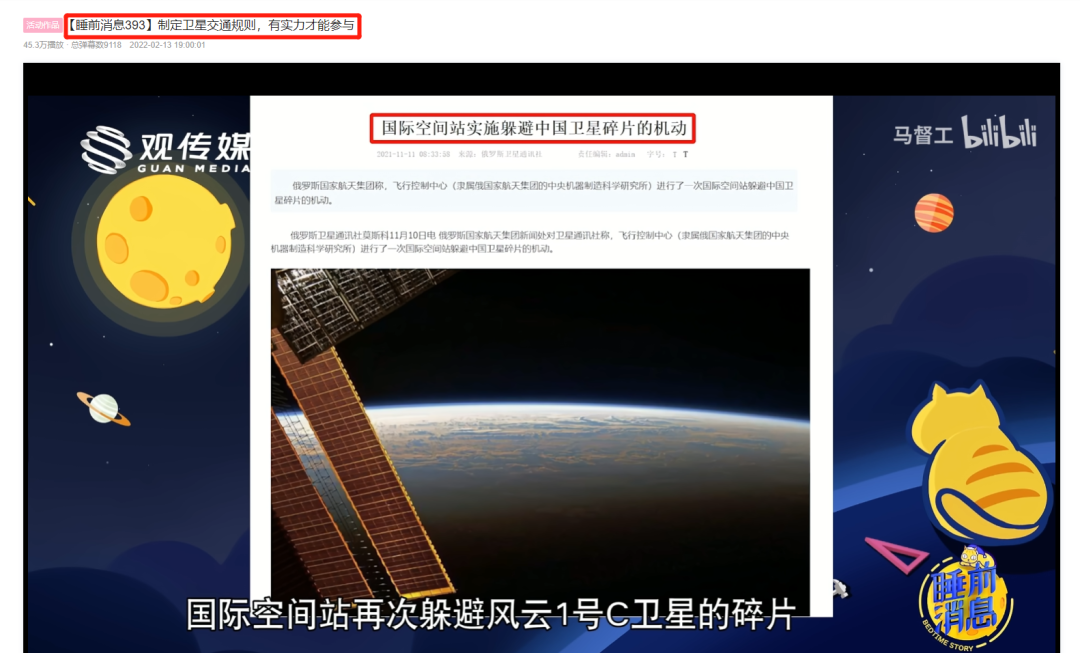 活动作品 【睡前消息393】制定卫星交通规则，有实力才能参与
45.3万播放 · 总弹幕数9118 2022-02-13 19:00:01
观传媒
GUAN MEDIA
马督工 bilibili
国际空间站实施躲避中国卫星碎片的机动
2021-11-11 08:33:58 来源：俄罗斯卫星通讯社 责任编辑：admin 字号： T T
俄罗斯国家航天集团称，飞行控制中心（隶属俄国家航天集团的中央机器制造科学研究所）进行了一次国际空间站躲避中国卫
星碎片的机动。
俄罗斯卫星通讯社莫斯科11月10日电 俄罗斯国家航天集团新闻处对卫星通讯社称，飞行控制中心（隶属俄国家航天集团的中央
机器制造科学研究所）进行了一次国际空间站躲避中国卫星碎片的机动。
国际空间站再次躲避风云1号C卫星的碎片
睡前
消息
BEDTIME STORY